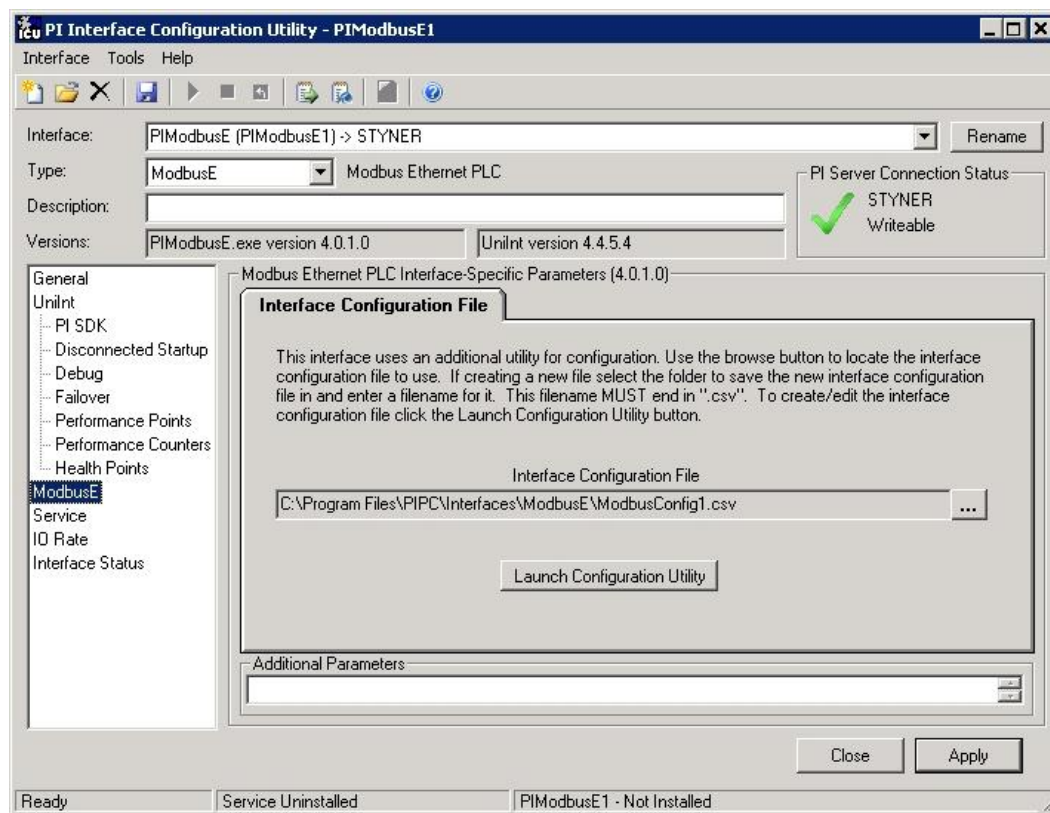 PI Interface Configuration Utility - PIModbusE1
Interface Tools Help
Interface: PIModbusE (PIModbusE1) -> STYNER Rename
Type: ModbusE Modbus Ethernet PLC
PI Server Connection Status
STYNER
Writeable
Description:
Versions: PIModbusE.exe version 4.0.1.0 UniInt version 4.4.5.4
General
UniInt
PI SDK
Disconnected Startup
Debug
Failover
Performance Points
Performance Counters
Health Points
ModbusE
Service
IO Rate
Interface Status
Modbus Ethernet PLC Interface-Specific Parameters (4.0.1.0)
Interface Configuration File
This interface uses an additional utility for configuration. Use the browse button to locate the interface
configuration file to use. If creating a new file select the folder to save the new interface configuration
file in and enter a filename for it. This filename MUST end in ".csv". To create/edit the interface
configuration file click the Launch Configuration Utility button.
Interface Configuration File
C:\Program Files\PIPC\Interfaces\ModbusE\ModbusConfig1.csv ...
Launch Configuration Utility
Additional Parameters
Close Apply
Ready Service Uninstalled PIModbusE1 - Not Installed